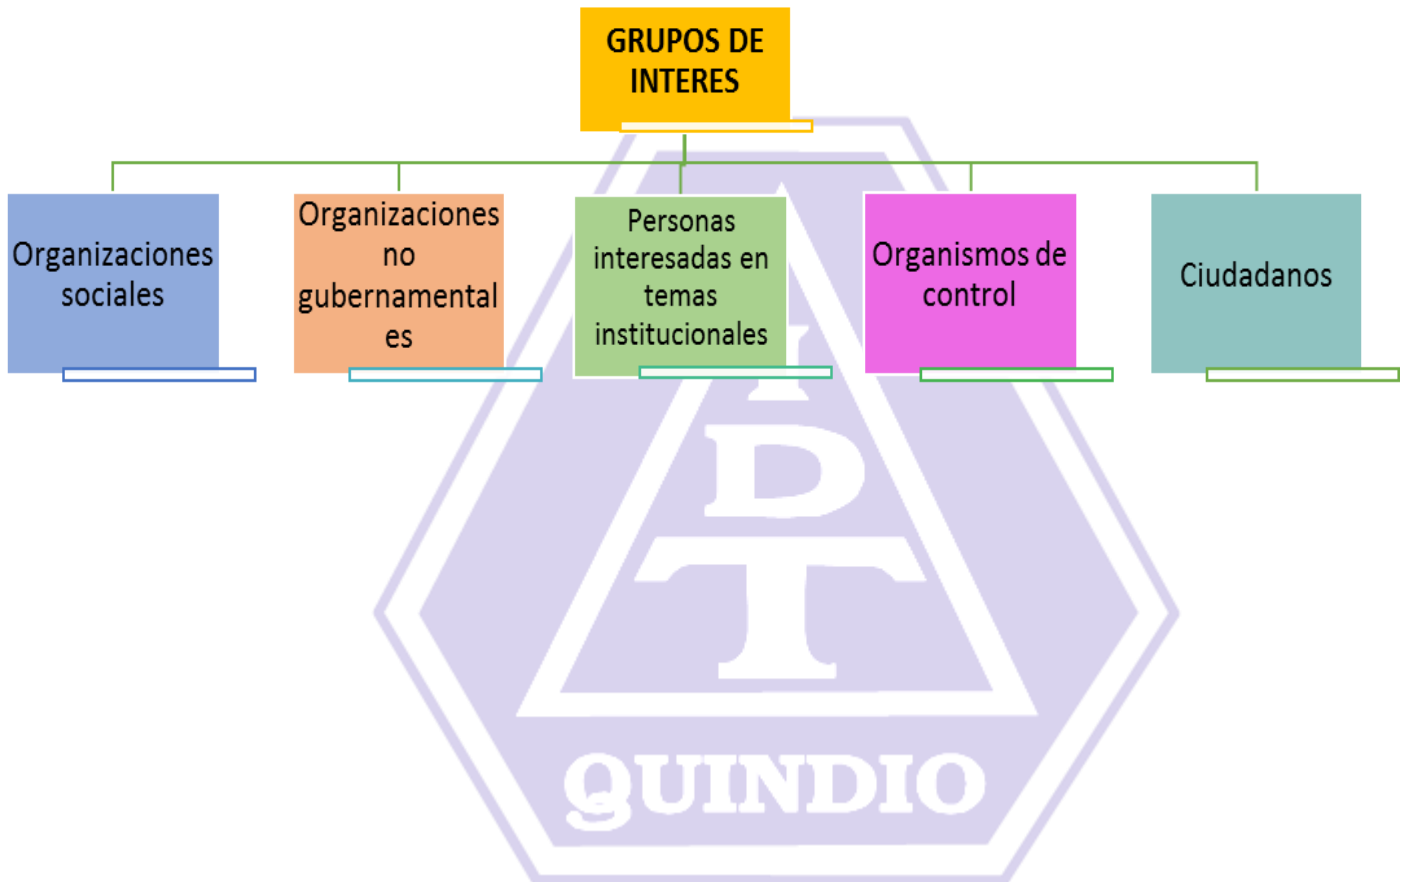 GRUPOS DE
INTERES
Organizaciones
sociales
Organizaciones
no
gubernamental
es
Personas
interesadas en
temas
institucionales
Organismos de
control
Ciudadanos
I
D
T
QUINDIO